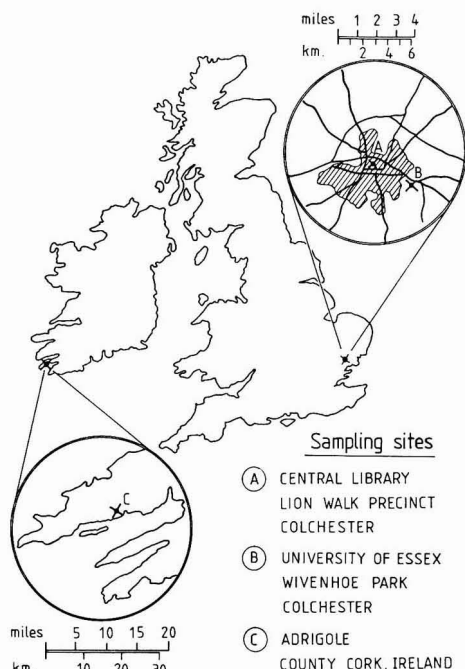 miles 1 2 3 4
km. 2 4 6
A
B
C
Sampling sites
A CENTRAL LIBRARY
LION WALK PRECINCT
COLCHESTER
B UNIVERSITY OF ESSEX
WIVENHOE PARK
COLCHESTER
C ADRIGOLE
COUNTY CORK, IRELAND
miles 5 10 15 20
km 10 20 30